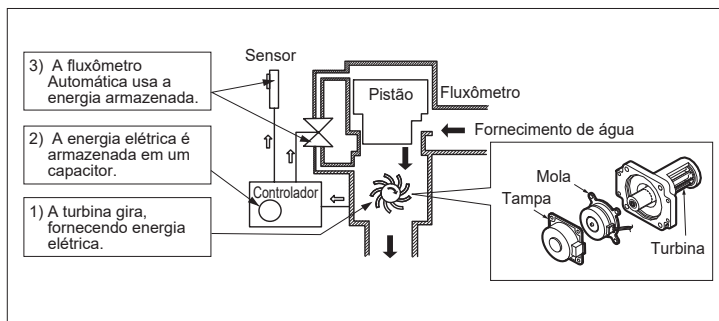 Sensor
3) A fluxômetro
Automática usa a
energia armazenada.
Pistão
Fluxômetro
Fornecimento de água
2) A energia elétrica é
armazenada em um
capacitor.
Controlador
1) A turbina gira,
fornecendo energia
elétrica.
Mola
Tampa
Turbina